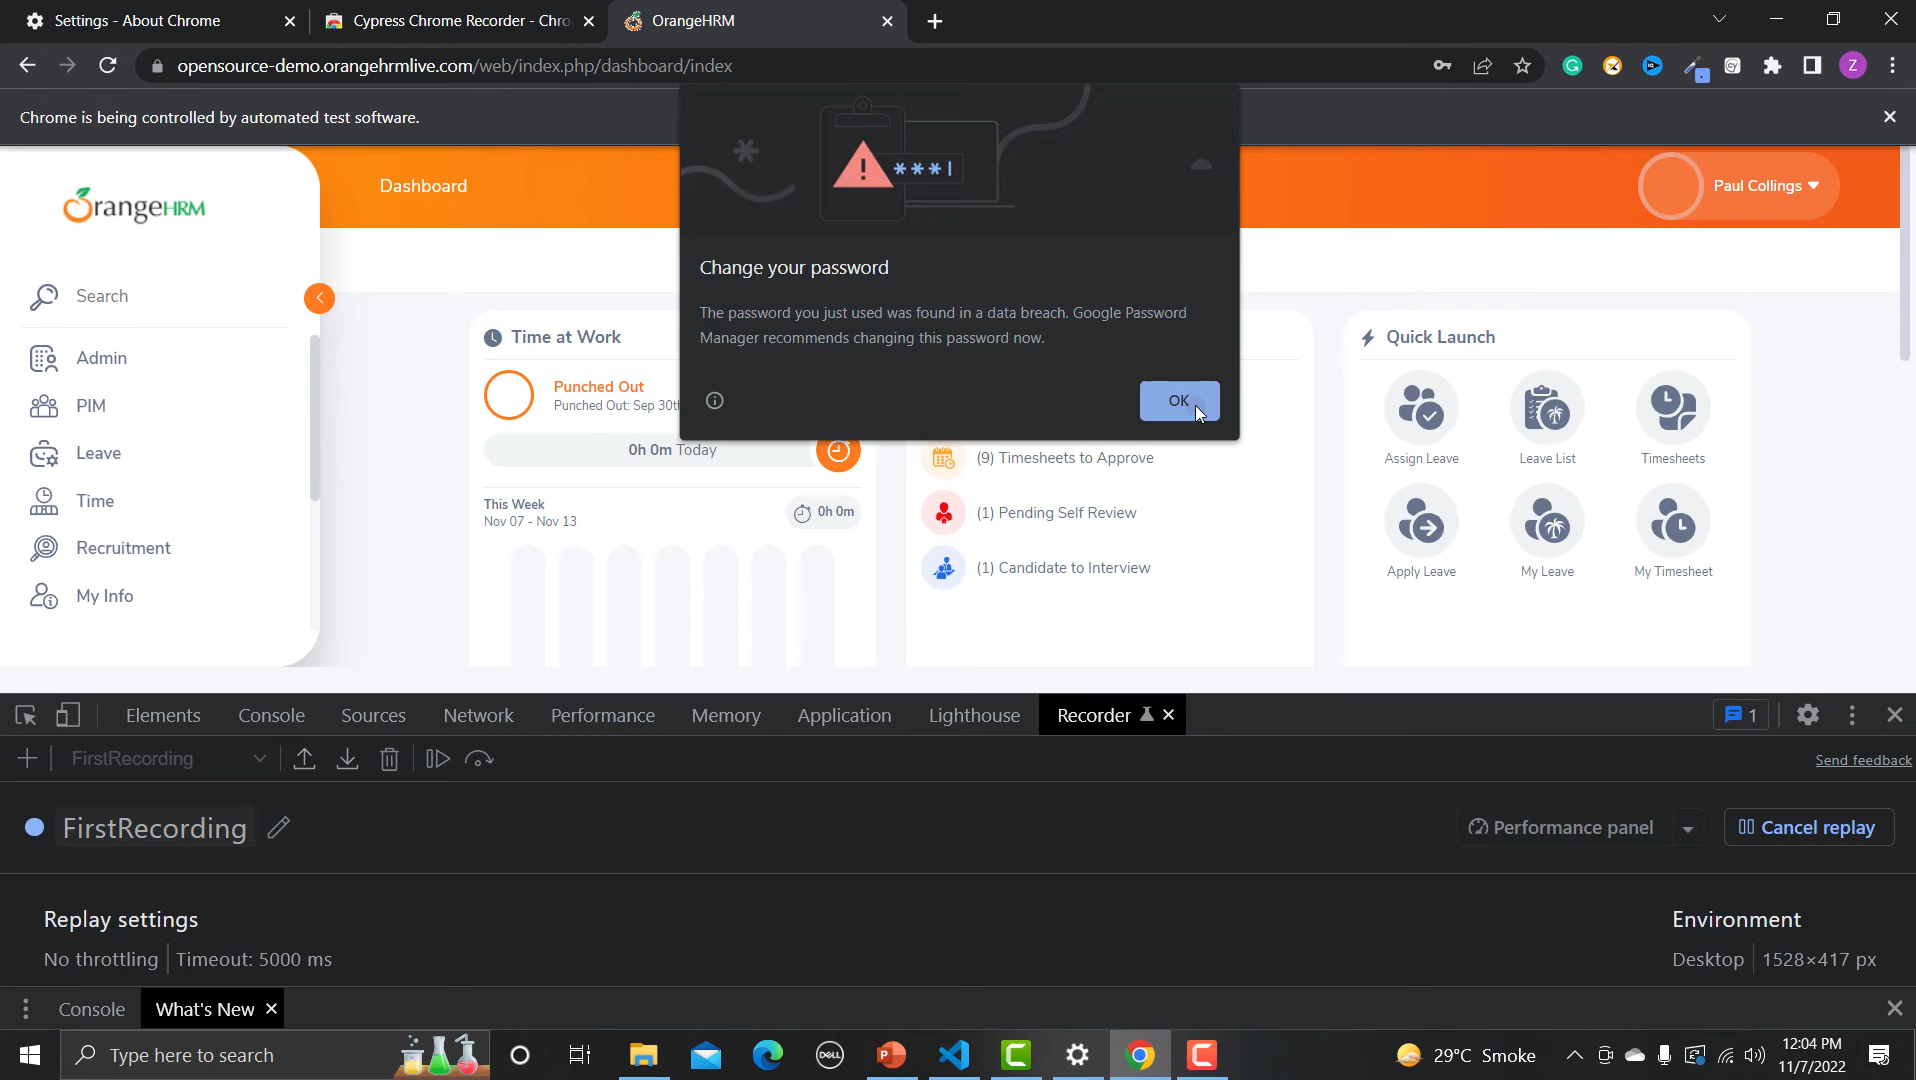 Settings - About Chrome
Cypress Chrome Recorder - Chro
OrangeHRM
opensource-demo.orangehrmlive.com/web/index.php/dashboard/index
Z
Chrome is being controlled by automated test software.
OrangeHRM
Dashboard
Paul Collings
***
Change your password
The password you just used was found in a data breach. Google Password
Manager recommends changing this password now.
OK
Search
Admin
PIM
Leave
Time
Recruitment
My Info
Time at Work
Punched Out
Punched Out: Sep 30th
0h 0m Today
This Week
Nov 07 - Nov 13
0h 0m
(9) Timesheets to Approve
(1) Pending Self Review
(1) Candidate to Interview
Quick Launch
Assign Leave
Leave List
Timesheets
Apply Leave
My Leave
My Timesheet
Elements
Console
Sources
Network
Performance
Memory
Application
Lighthouse
Recorder
1
FirstRecording
Send feedback
FirstRecording
Performance panel
Cancel replay
Replay settings
Environment
No throttling
Timeout: 5000 ms
Desktop
1528×417 px
Console
What's New
Type here to search
DELL
29°C Smoke
12:04 PM
11/7/2022